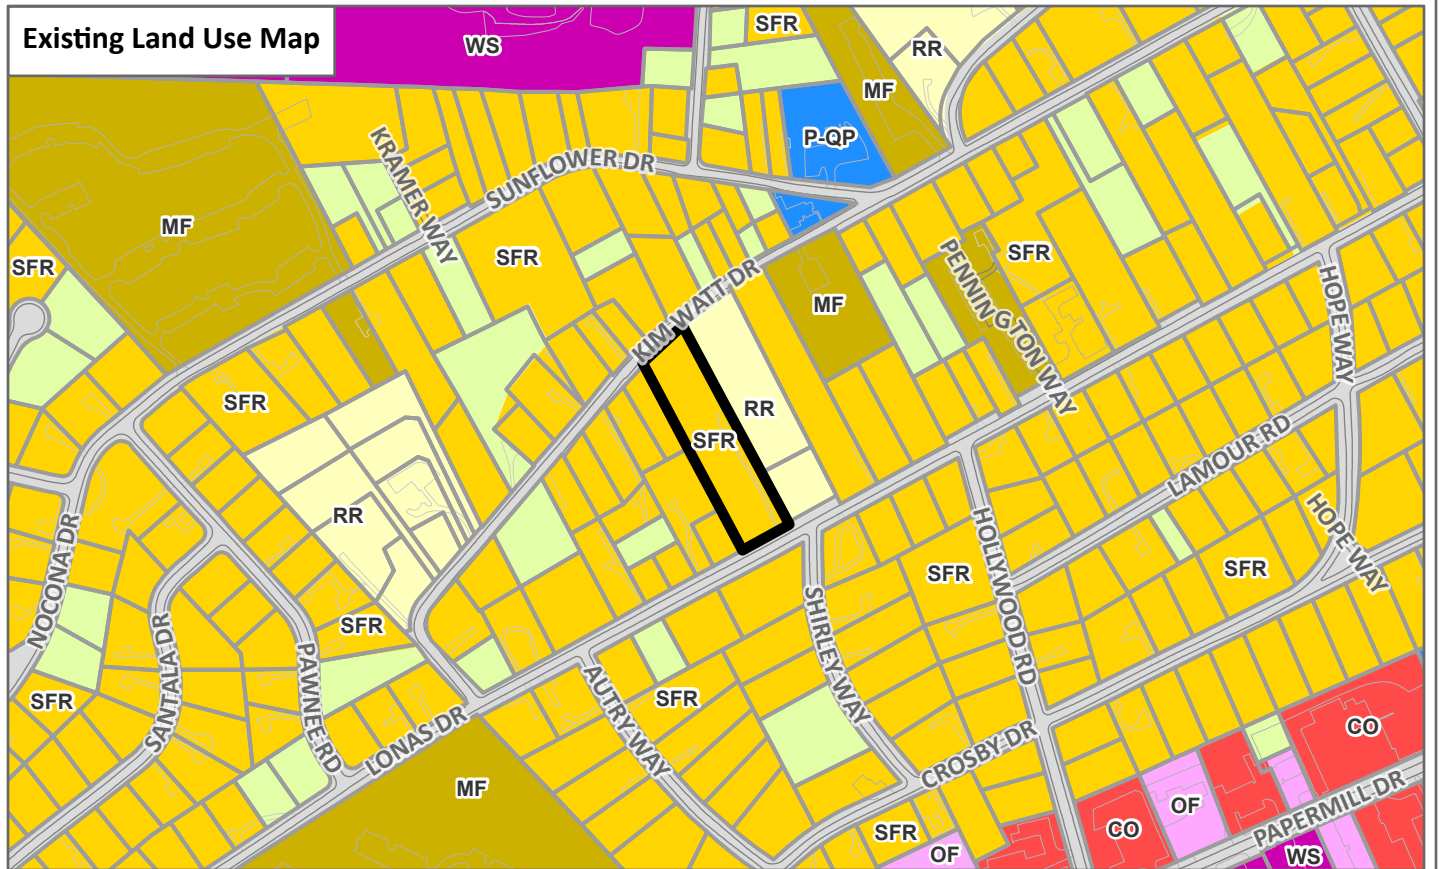 Existing Land Use Map
WS
SFR
RR
MF
P-QP
KRAMER WAY
SUNFLOWER DR
MF
SFR
SFR
PENNINGTON WAY
SFR
HOPE WAY
KIM WATT DR
MF
SFR
RR
SFR
LAMOUR RD
RR
NOCONA DR
HOLLYWOOD RD
HOPE WAY
SFR
SFR
SANTALA DR
SFR
PAWNEE RD
SHIRLEY WAY
SFR
SFR
AUTRY WAY
LONAS DR
CROSBY DR
CO
MF
OF
PAPERMILL DR
CO
SFR
OF
WS